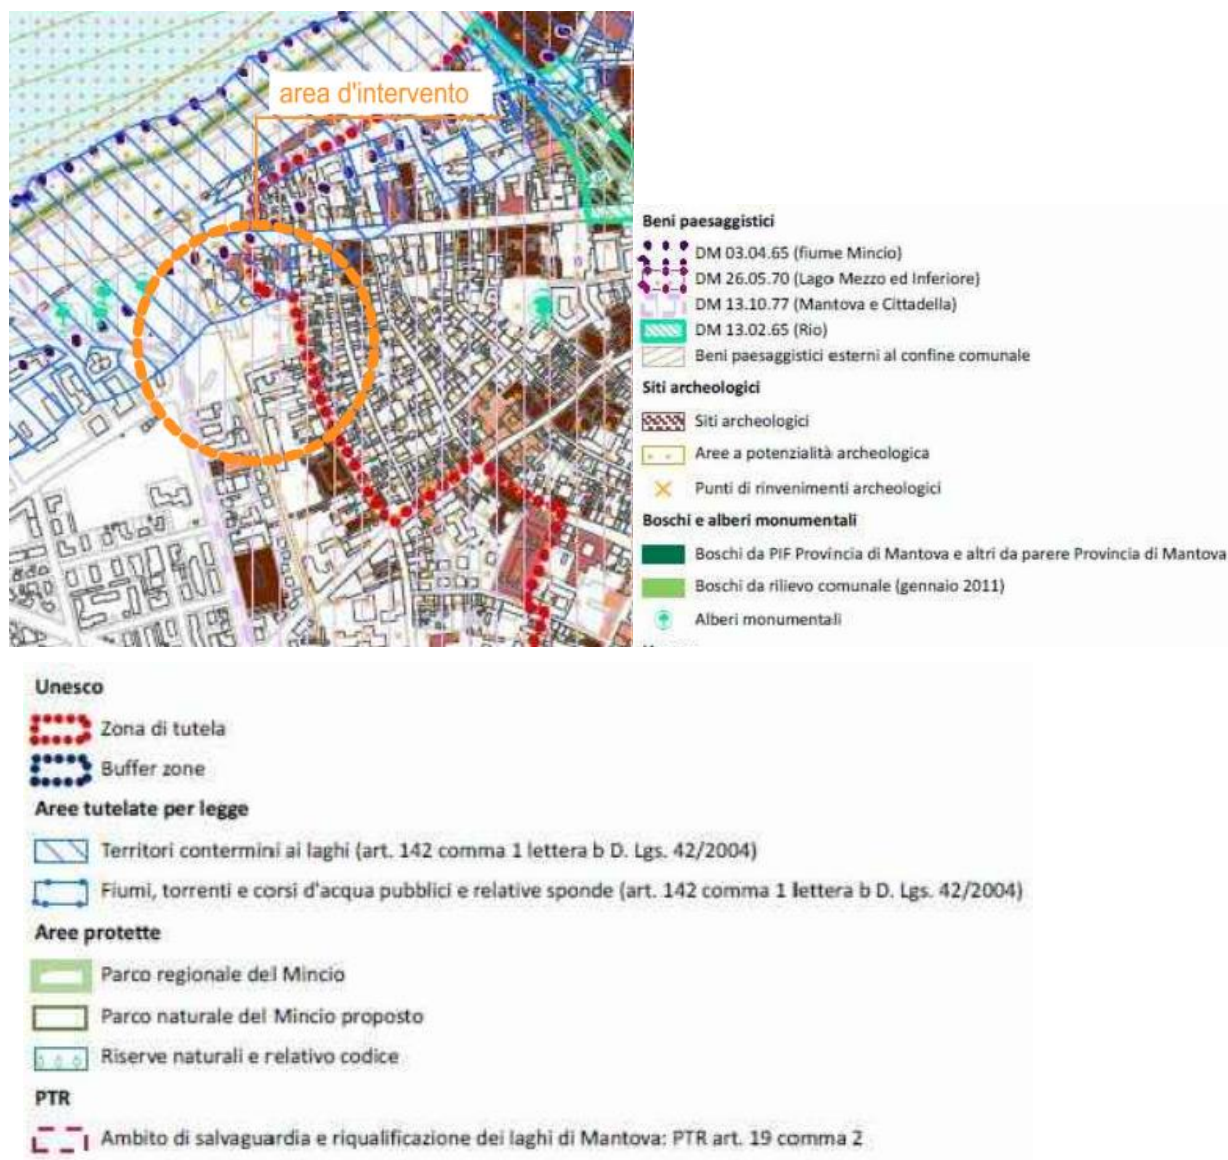 area d'intervento
Beni paesaggistici
DM 03.04.65 (fiume Mincio)
DM 26.05.70 (Lago Mezzo ed Inferiore)
DM 13.10.77 (Mantova e Cittadella)
DM 13.02.65 (Rio)
Beni paesaggistici esterni al confine comunale
Siti archeologici
Siti archeologici
Aree a potenzialità archeologica
Punti di rinvenimenti archeologici
Boschi e alberi monumentali
Boschi da PIF Provincia di Mantova e altri da parere Provincia di Mantova
Boschi da rilievo comunale (gennaio 2011)
Alberi monumentali
Unesco
Zona di tutela
Buffer zone
Aree tutelate per legge
Territori contermini ai laghi (art. 142 comma 1 lettera b D. Lgs. 42/2004)
Fiumi, torrenti e corsi d'acqua pubblici e relative sponde (art. 142 comma 1 lettera b D. Lgs. 42/2004)
Aree protette
Parco regionale del Mincio
Parco naturale del Mincio proposto
Riserve naturali e relativo codice
PTR
Ambito di salvaguardia e riqualificazione dei laghi di Mantova: PTR art. 19 comma 2